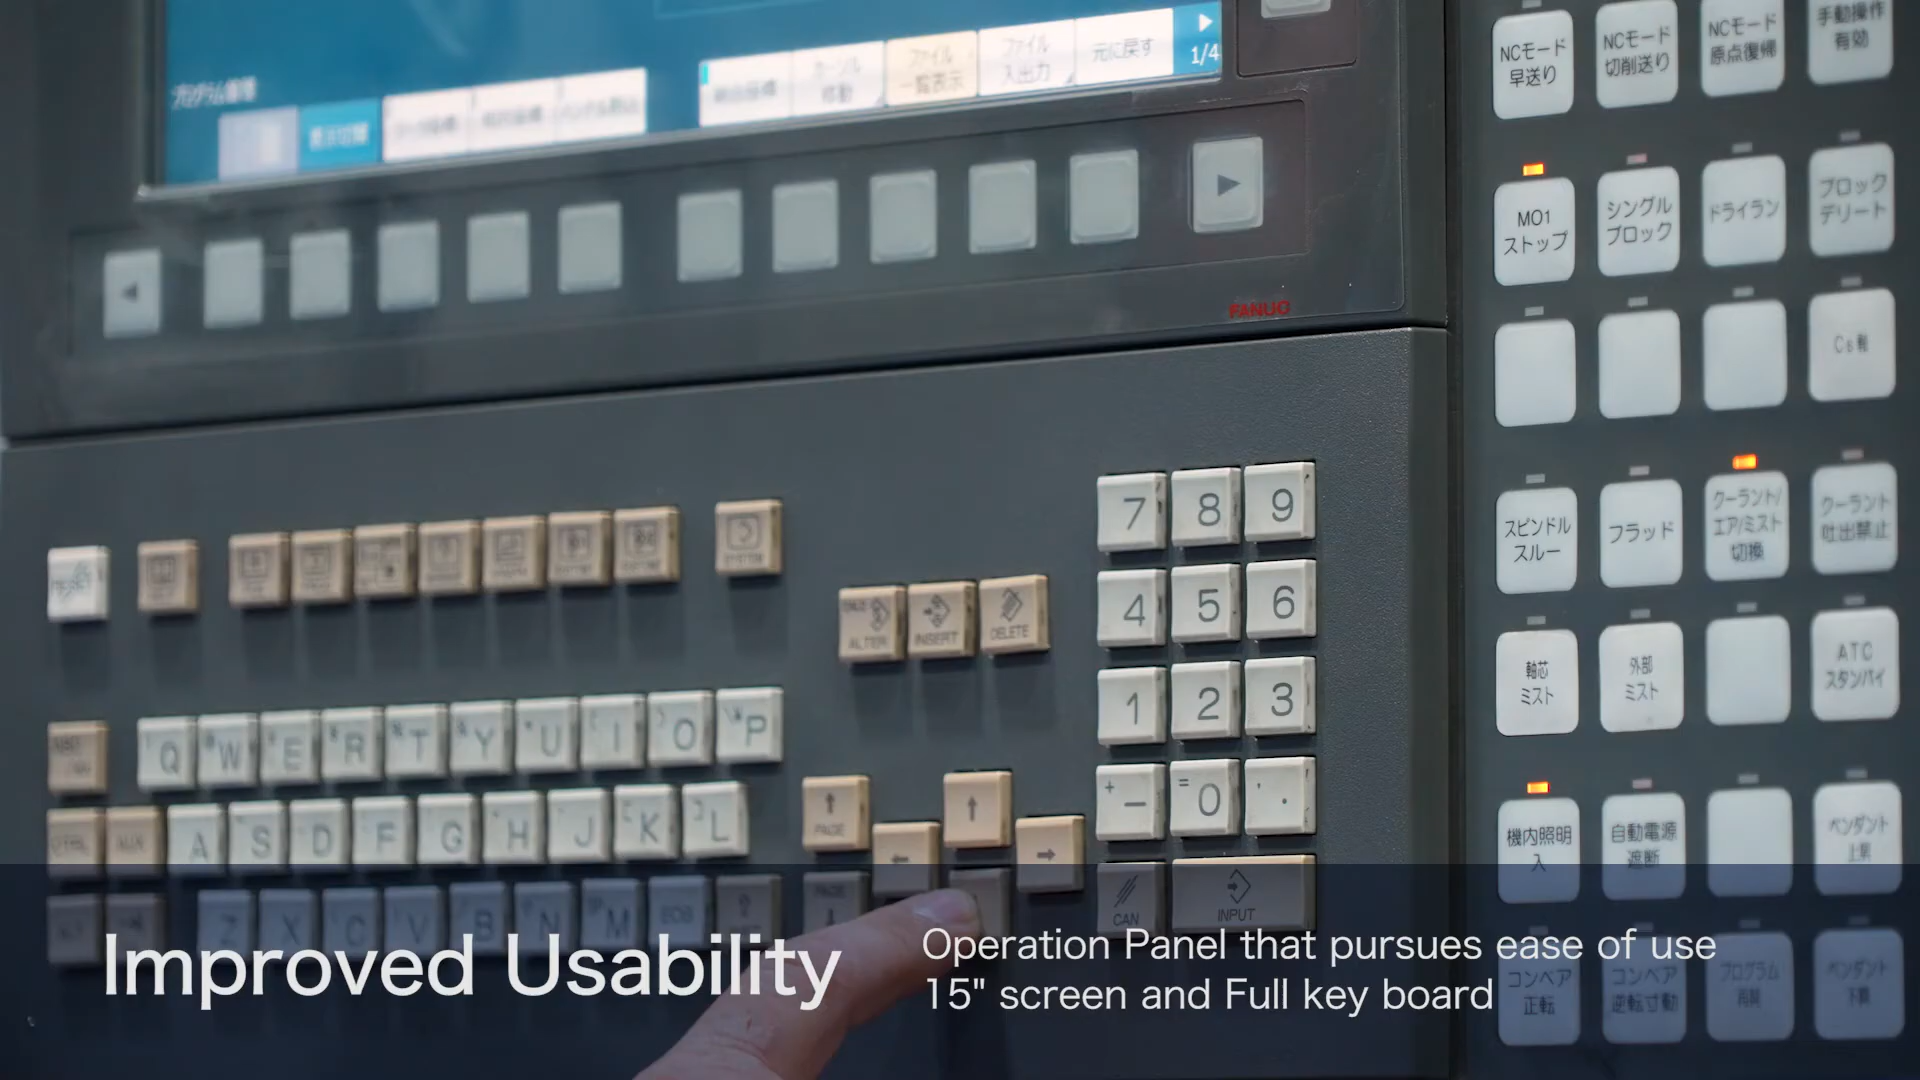 ファイル
一覧表示
ファイル
入出力
元に戻す
1/4
FANUC
NCモード
早送り
NCモード
切削送り
NCモード
原点復帰
手動操作
有効
M01
ストップ
シングル
ブロック
ドライラン
ブロック
デリート
スピンドル
スルー
フラッド
クーラント/
エア/ミスト
切換
クーラント
吐出禁止
軸芯
ミスト
外部
ミスト
ATC
スタンバイ
機内照明
入
自動電源
遮断
ペンダント
上昇
コンベア
正転
コンベア
逆転寸動
プログラム
ペンダント
7 8 9
4 5 6
1 2 3
+ − = 0 .
ALTER INSERT DELETE
Q W E R T Y U I O P
A S D F G H J K L
Z X C V B N M EOB
PAGE
PAGE
CAN
INPUT
Improved Usability
Operation Panel that pursues ease of use
15" screen and Full key board